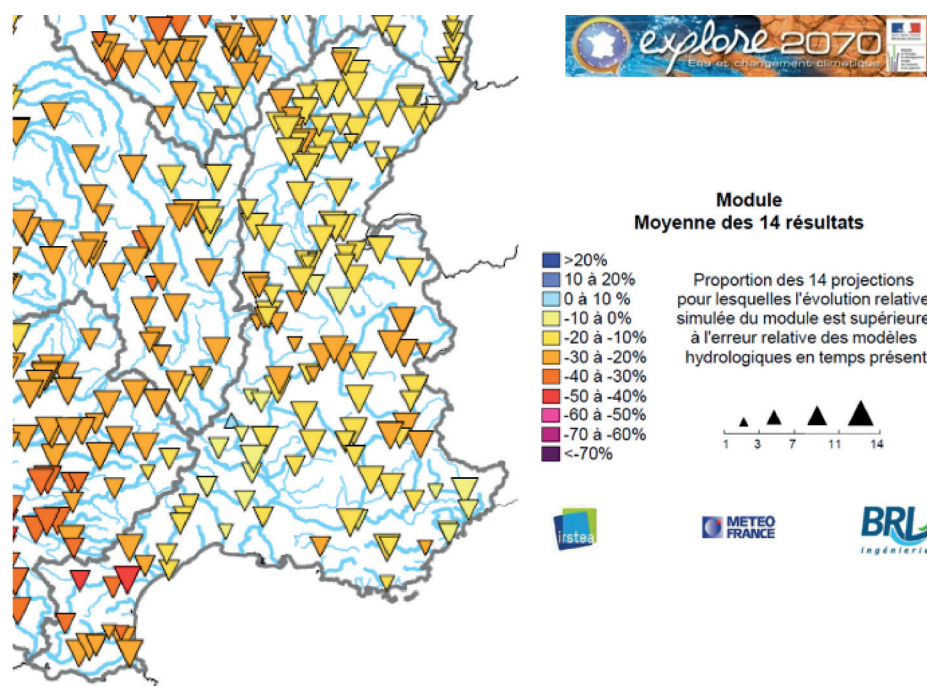 explore 2070
Eau et changement climatique
Module
Moyenne des 14 résultats
>20%
10 à 20%
0 à 10 %
-10 à 0%
-20 à -10%
-30 à -20%
-40 à -30%
-50 à -40%
-60 à -50%
-70 à -60%
<-70%
Proportion des 14 projections
pour lesquelles l'évolution relative
simulée du module est supérieure
à l'erreur relative des modèles
hydrologiques en temps présent
1 3 7 11 14
irstea
METEO
FRANCE
BRL
Ingénierie